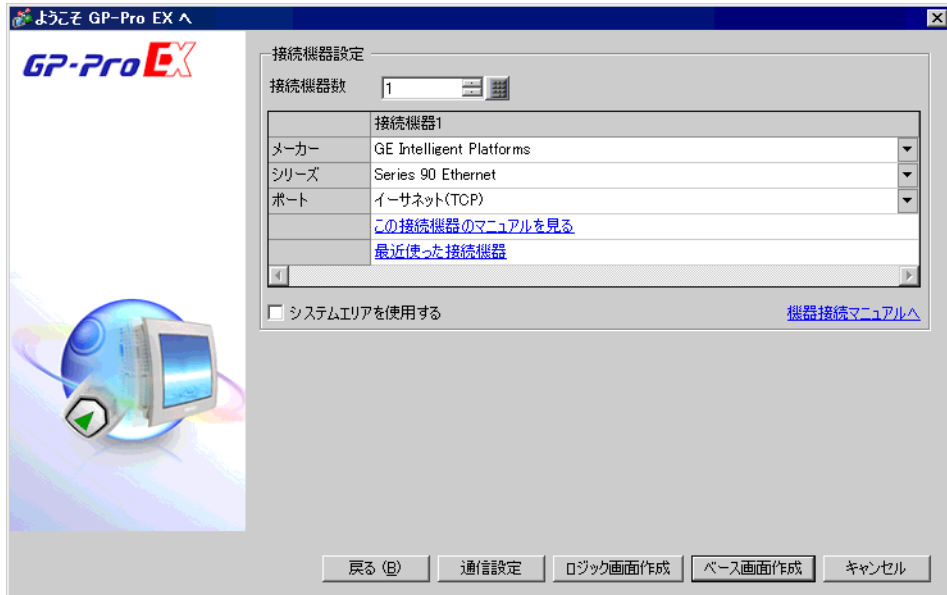 ようこそ GP-Pro EX へ
GP-Pro EX
接続機器設定
接続機器数 1
接続機器1
メーカー GE Intelligent Platforms
シリーズ Series 90 Ethernet
ポート イーサネット(TCP)
この接続機器のマニュアルを見る
最近使った接続機器
システムエリアを使用する 機器接続マニュアルへ
戻る (B) 通信設定 ロジック画面作成 ベース画面作成 キャンセル